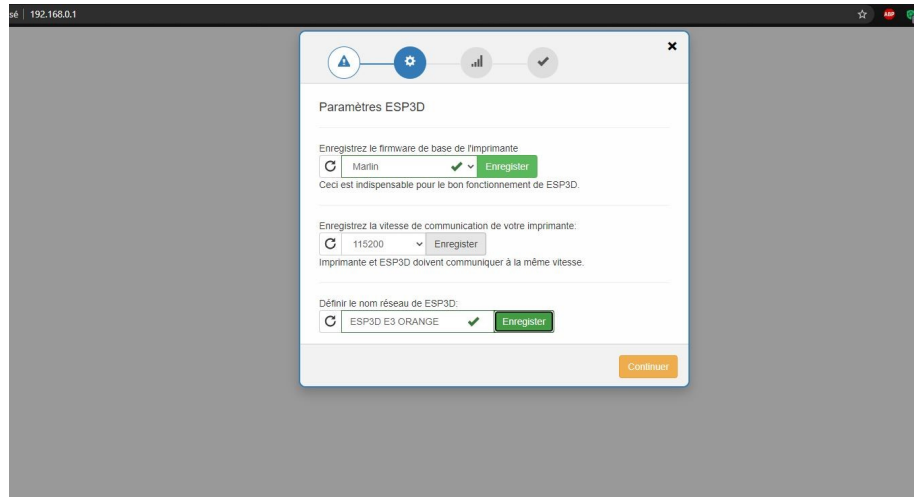 sé 192.168.0.1
ABP
Paramètres ESP3D
Enregistrez le firmware de base de l'imprimante
Marlin Enregistrer
Ceci est indispensable pour le bon fonctionnement de ESP3D.
Enregistrez la vitesse de communication de votre imprimante:
115200 Enregistrer
Imprimante et ESP3D doivent communiquer à la même vitesse.
Définir le nom réseau de ESP3D:
ESP3D E3 ORANGE Enregistrer
Continuer